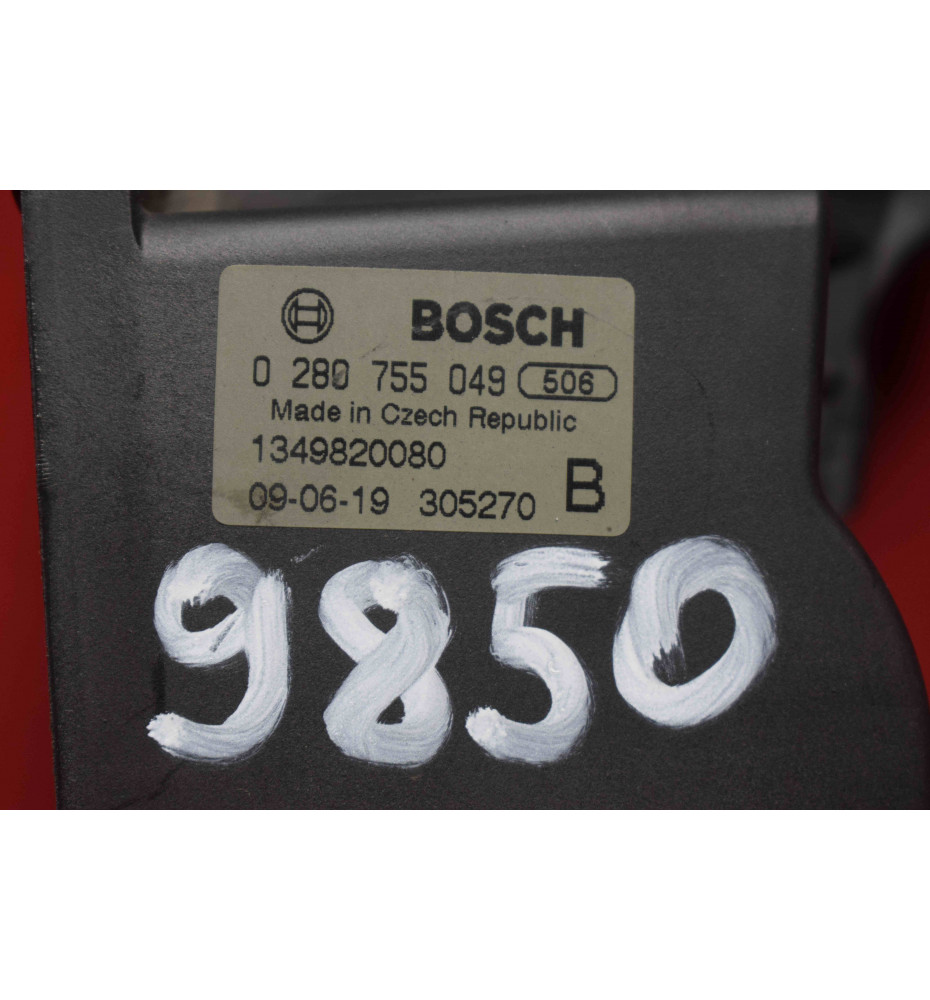 BOSCH
0 280 755 049 506
Made in Czech Republic
1349820080
09-06-19 305270 B
9850